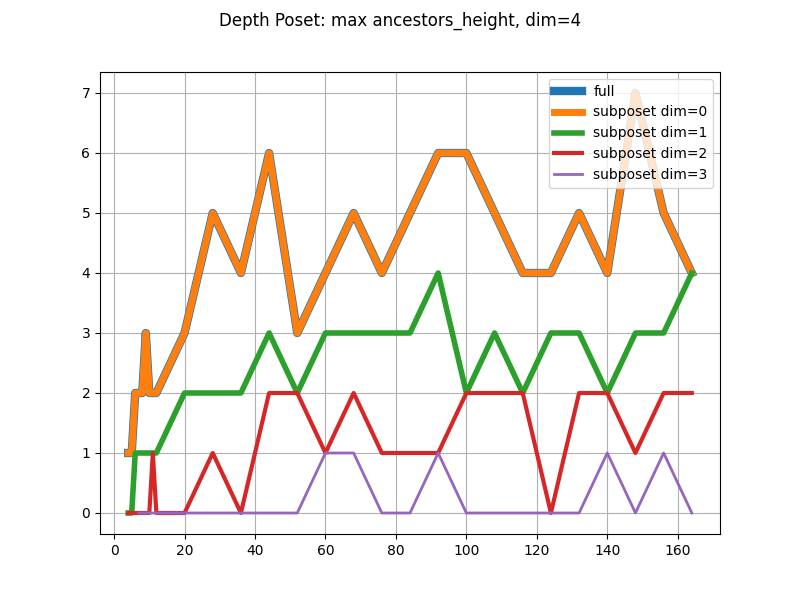 Depth Poset: max ancestors_height, dim=4
7
6
5
4
3
2
1
0
full
subposet dim=0
subposet dim=1
subposet dim=2
subposet dim=3
0 20 40 60 80 100 120 140 160